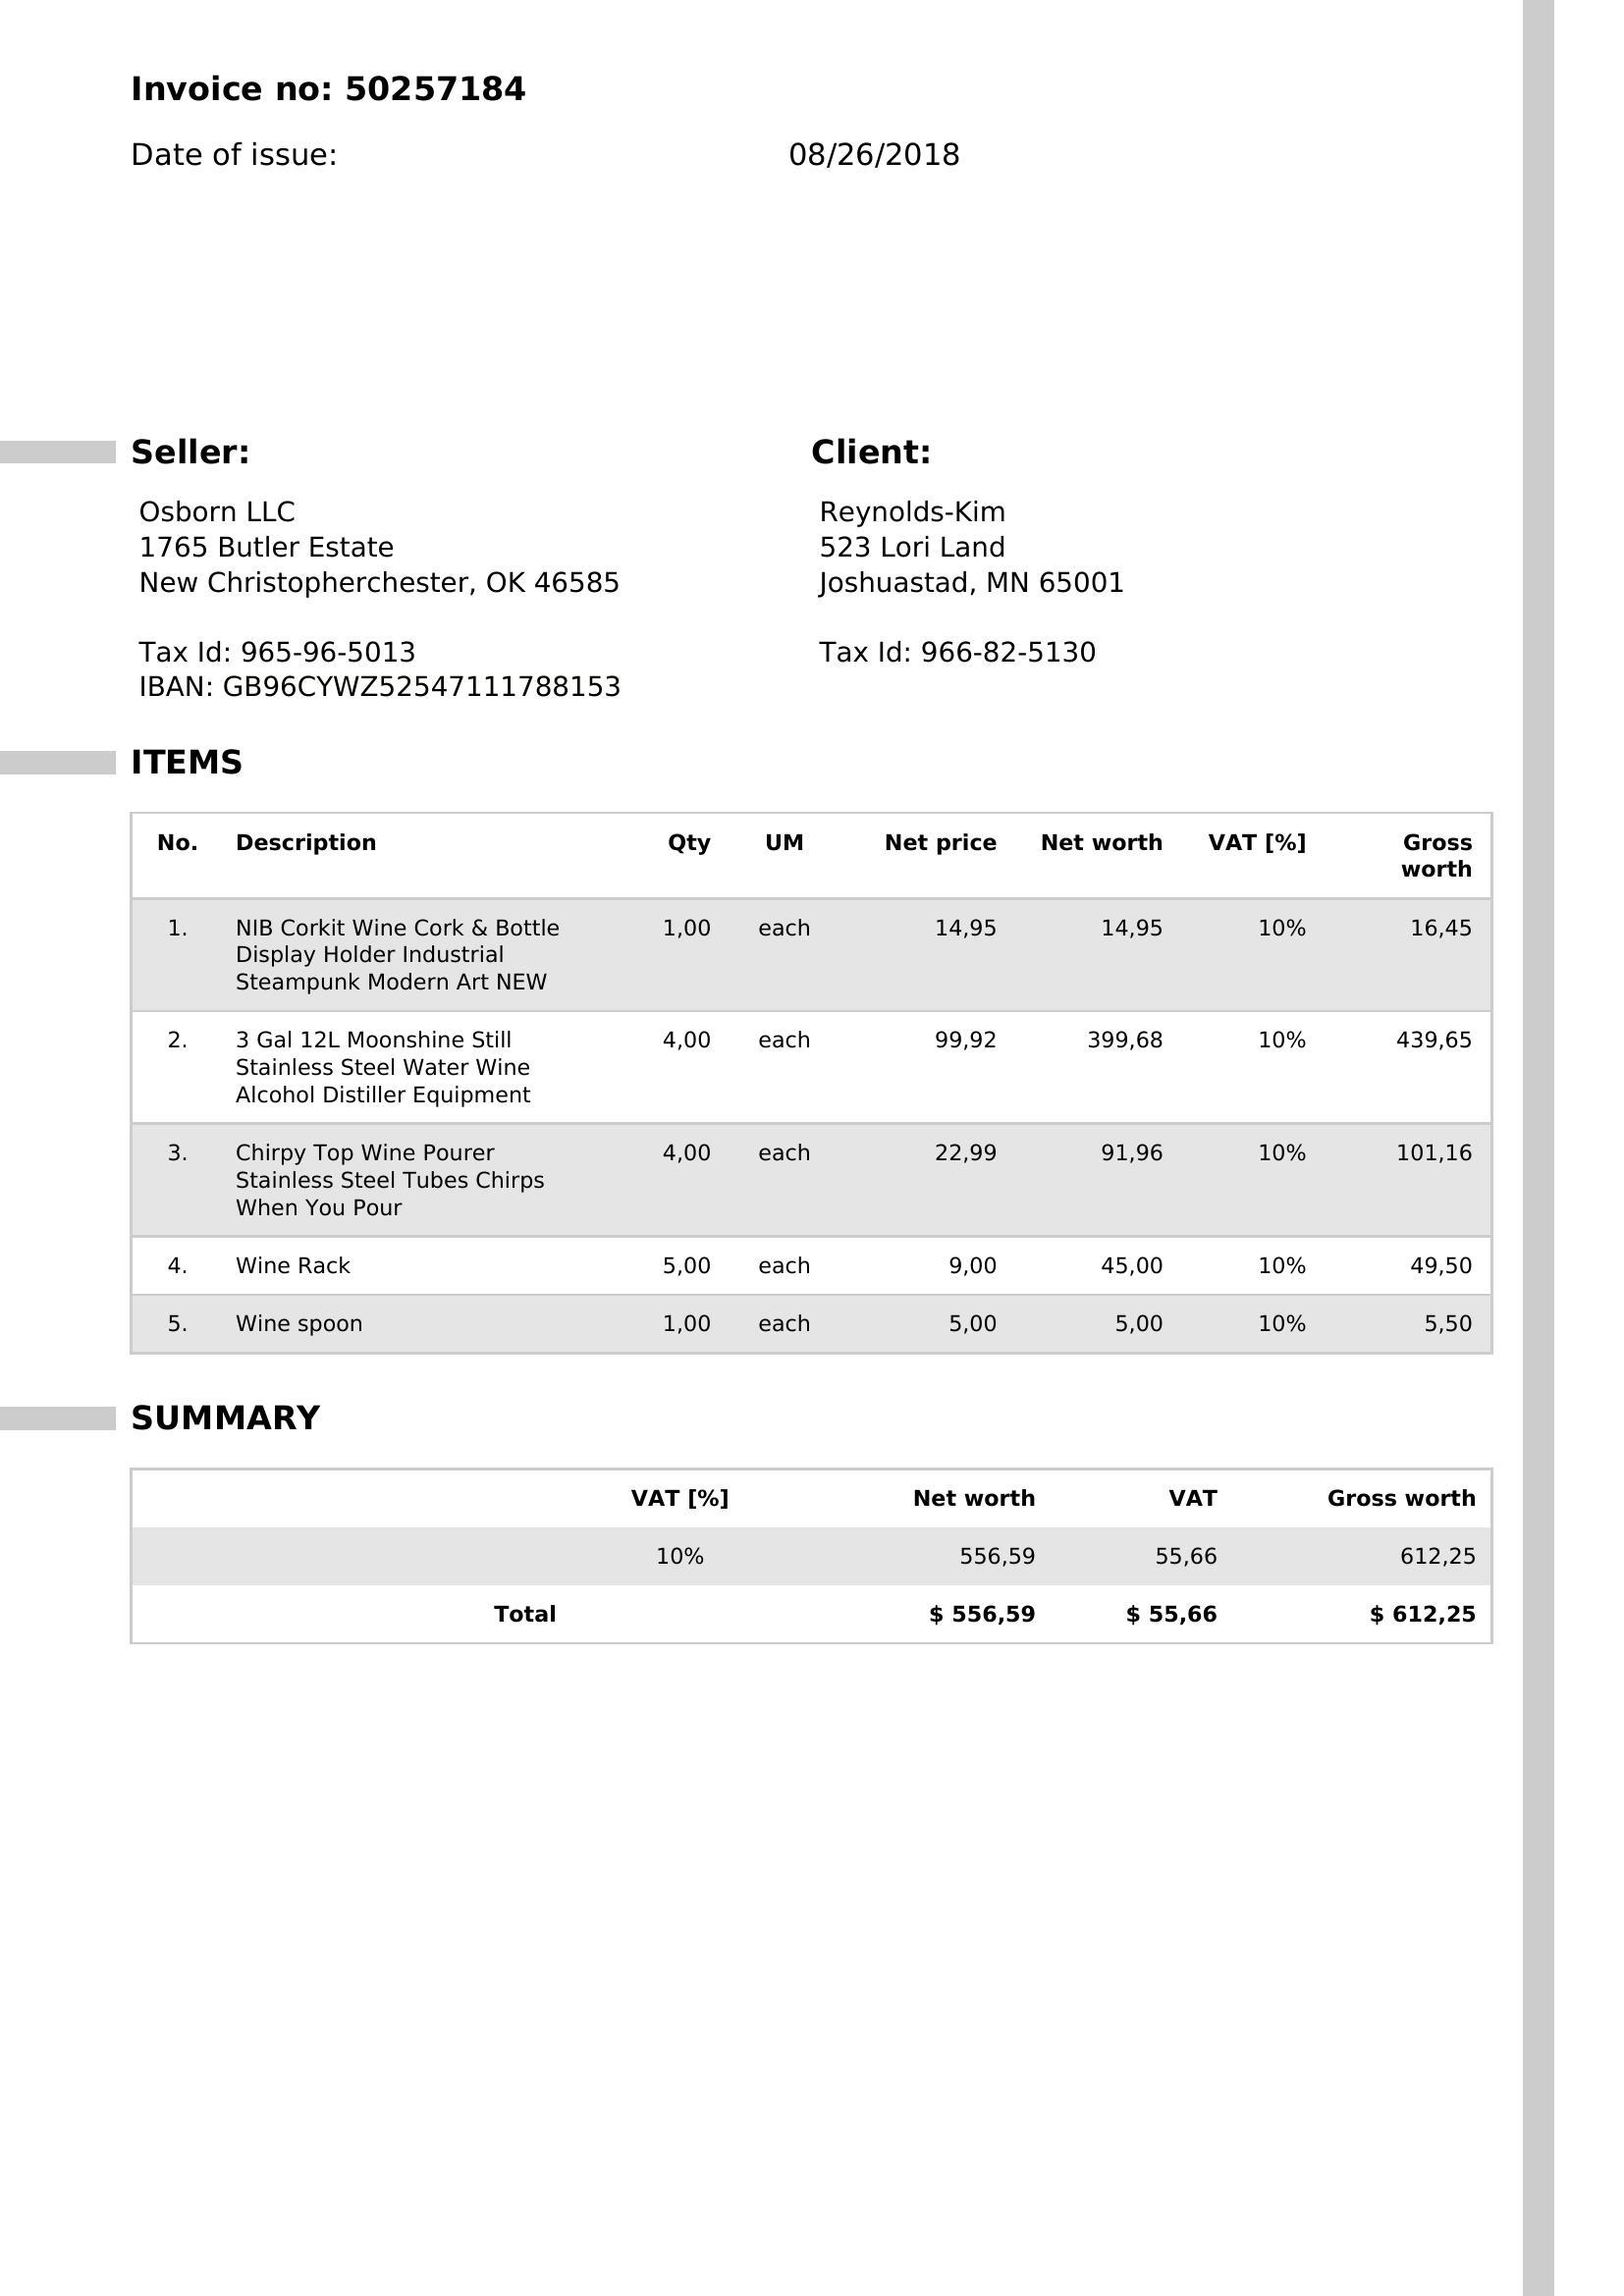 Invoice no: 50257184
Date of issue: 08/26/2018
Seller: Client:
Osborn LLC Reynolds-Kim
1765 Butler Estate 523 Lori Land
New Christopherchester, OK 46585 Joshuastad, MN 65001
Tax Id: 965-96-5013 Tax Id: 966-82-5130
IBAN: GB96CYWZ52547111788153
ITEMS
No. Description Qty UM Net price Net worth VAT [%] Gross
worth
1. NIB Corkit Wine Cork & Bottle 1,00 each 14,95 14,95 10% 16,45
Display Holder Industrial
Steampunk Modern Art NEW
2. 3 Gal 12L Moonshine Still 4,00 each 99,92 399,68 10% 439,65
Stainless Steel Water Wine
Alcohol Distiller Equipment
3. Chirpy Top Wine Pourer 4,00 each 22,99 91,96 10% 101,16
Stainless Steel Tubes Chirps
When You Pour
4. Wine Rack 5,00 each 9,00 45,00 10% 49,50
5. Wine spoon 1,00 each 5,00 5,00 10% 5,50
SUMMARY
VAT [%] Net worth VAT Gross worth
10% 556,59 55,66 612,25
Total $ 556,59 $ 55,66 $ 612,25